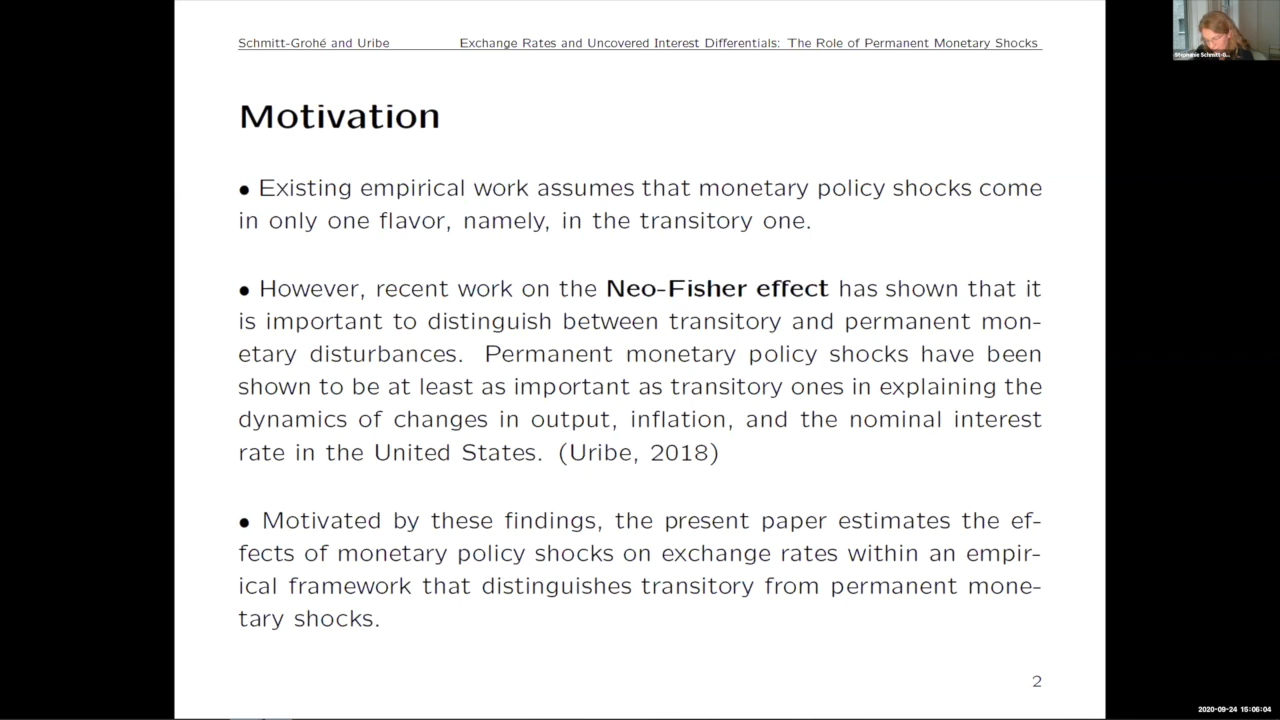 Schmitt-Grohé and Uribe Exchange Rates and Uncovered Interest Differentials: The Role of Permanent Monetary Shocks
Stephanie Schmitt-G...
Motivation
• Existing empirical work assumes that monetary policy shocks come
in only one flavor, namely, in the transitory one.
• However, recent work on the Neo-Fisher effect has shown that it
is important to distinguish between transitory and permanent mon-
etary disturbances. Permanent monetary policy shocks have been
shown to be at least as important as transitory ones in explaining the
dynamics of changes in output, inflation, and the nominal interest
rate in the United States. (Uribe, 2018)
• Motivated by these findings, the present paper estimates the ef-
fects of monetary policy shocks on exchange rates within an empir-
ical framework that distinguishes transitory from permanent mone-
tary shocks.
2
2020-09-24 15:06:04